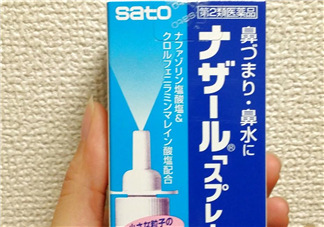 sato
第2類医薬品
鼻づまり・鼻水に
ナザール®「スプレー
ナファゾリン塩酸塩&
クロルフェニラミンマレイン酸塩配合